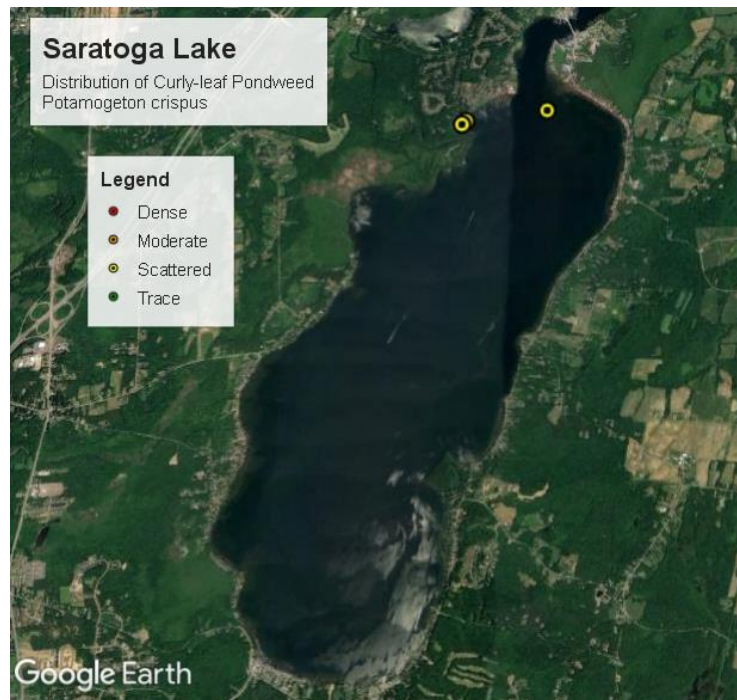 Saratoga Lake
Distribution of Curly-leaf Pondweed
Potamogeton crispus
Legend
Dense
Moderate
Scattered
Trace
Google Earth